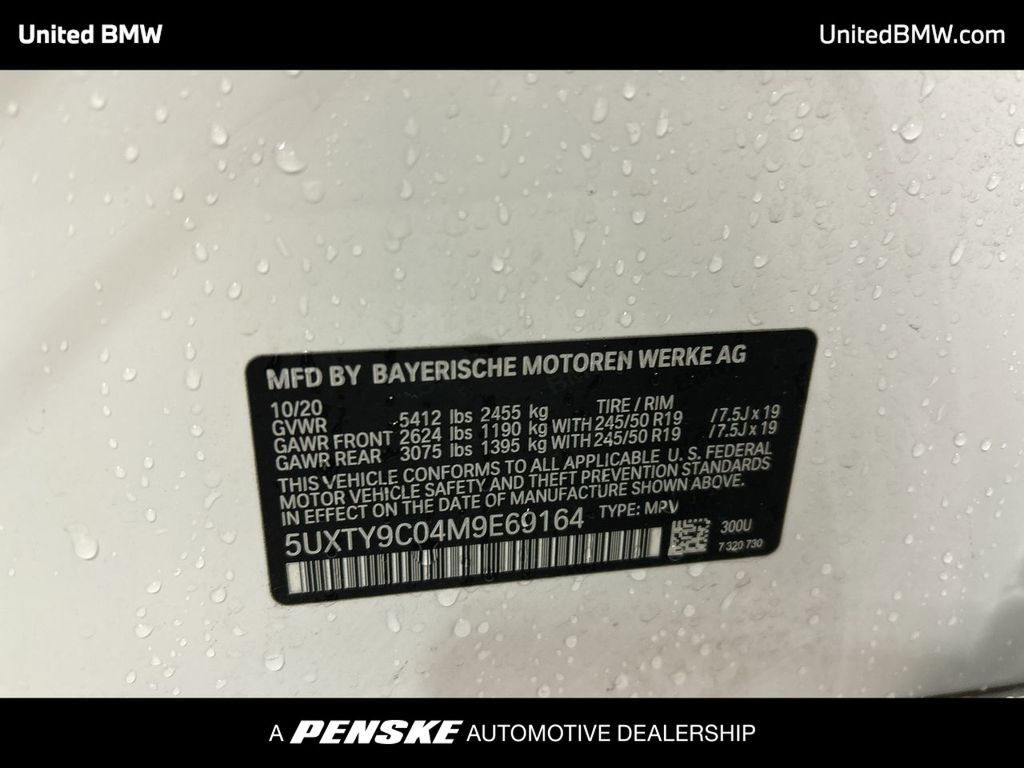 United BMW
UnitedBMW.com
MFD BY BAYERISCHE MOTOREN WERKE AG
10/20
TIRE / RIM
GVWR 5412 lbs 2455 kg
GAWR FRONT 2624 lbs 1190 kg WITH 245/50 R19 /7.5J x 19
GAWR REAR 3075 lbs 1395 kg WITH 245/50 R19 /7.5J x 19
THIS VEHICLE CONFORMS TO ALL APPLICABLE U.S. FEDERAL
MOTOR VEHICLE SAFETY AND THEFT PREVENTION STANDARDS
IN EFFECT ON THE DATE OF MANUFACTURE SHOWN ABOVE.
5UXTY9C04M9E69164 TYPE: MPV
300U
7 320 730
A PENSKE AUTOMOTIVE DEALERSHIP